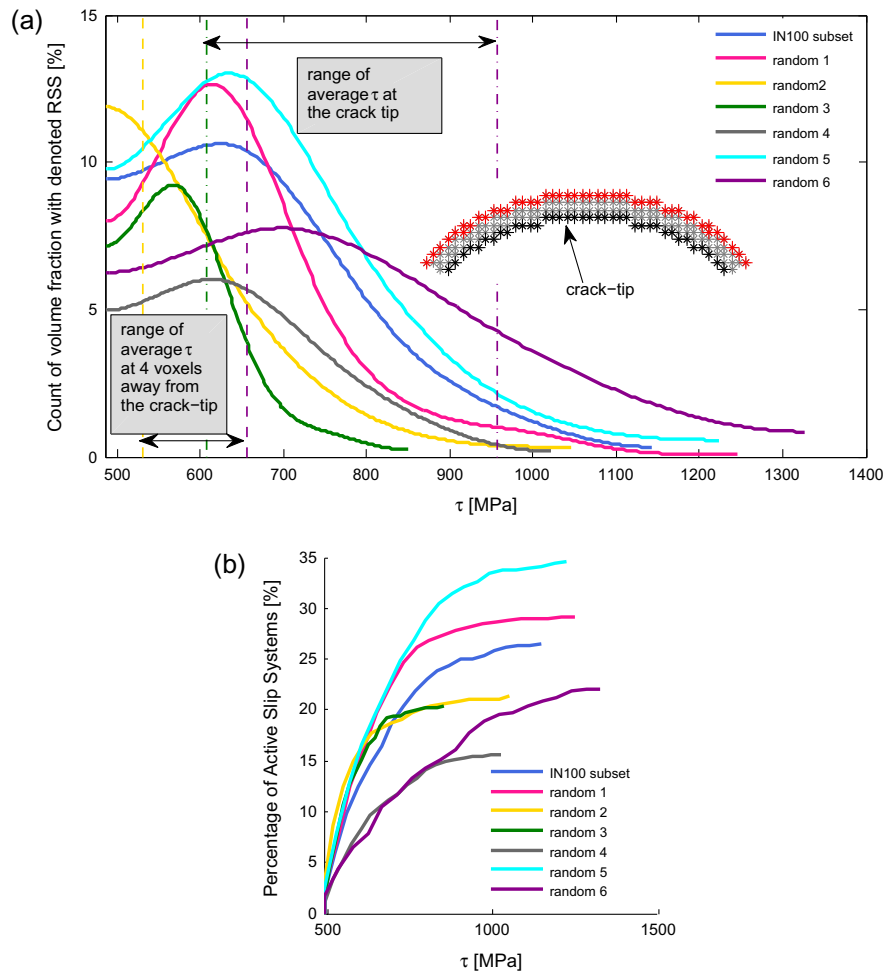 (a)
Count of volume fraction with denoted RSS [%]
15
10
5
0
range of
average τ at
the crack tip
range of
average τ
at 4 voxels
away from
the crack−tip
crack−tip
IN100 subset
random 1
random2
random 3
random 4
random 5
random 6
500 600 700 800 900 1000 1100 1200 1300 1400
τ [MPa]
(b)
Percentage of Active Slip Systems [%]
35
30
25
20
15
10
5
0
IN100 subset
random 1
random 2
random 3
random 4
random 5
random 6
500 1000 1500
τ [MPa]